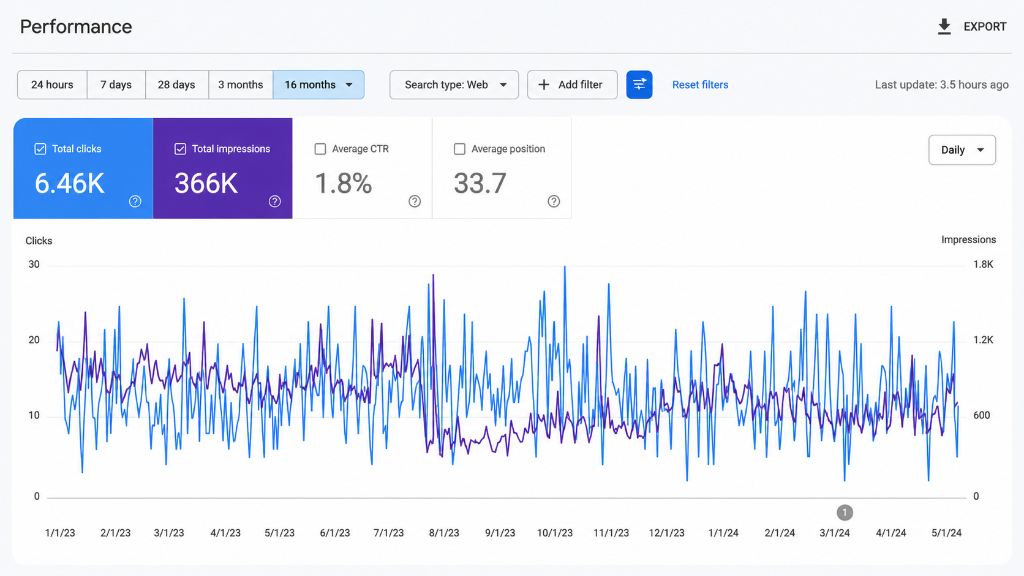 Performance
EXPORT
24 hours 7 days 28 days 3 months 16 months Search type: Web Add filter Reset filters Last update: 3.5 hours ago
Total clicks Total impressions Average CTR Average position Daily
6.46K 366K 1.8% 33.7
Clicks Impressions
30 1.8K
20 1.2K
10 600
0 0
1
1/1/23 2/1/23 3/1/23 4/1/23 5/1/23 6/1/23 7/1/23 8/1/23 9/1/23 10/1/23 11/1/23 12/1/23 1/1/24 2/1/24 3/1/24 4/1/24 5/1/24